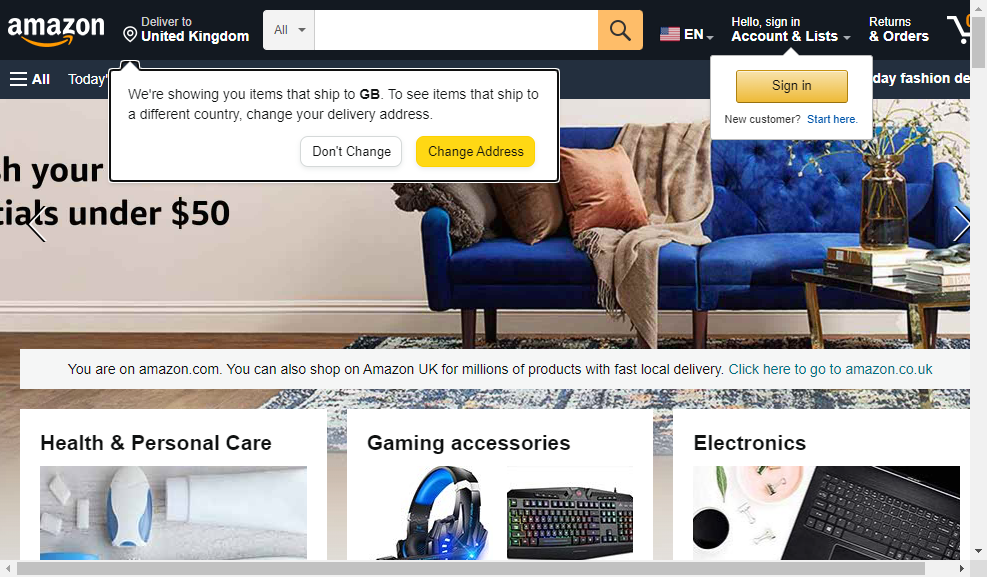 amazon
Deliver to
United Kingdom
All
EN
Hello, sign in
Account & Lists
Returns
& Orders
All
Today'
day fashion de
We're showing you items that ship to GB. To see items that ship to
a different country, change your delivery address.
Don't Change
Change Address
Sign in
New customer? Start here.
h your
tials under $50
You are on amazon.com. You can also shop on Amazon UK for millions of products with fast local delivery. Click here to go to amazon.co.uk
Health & Personal Care
Gaming accessories
Electronics